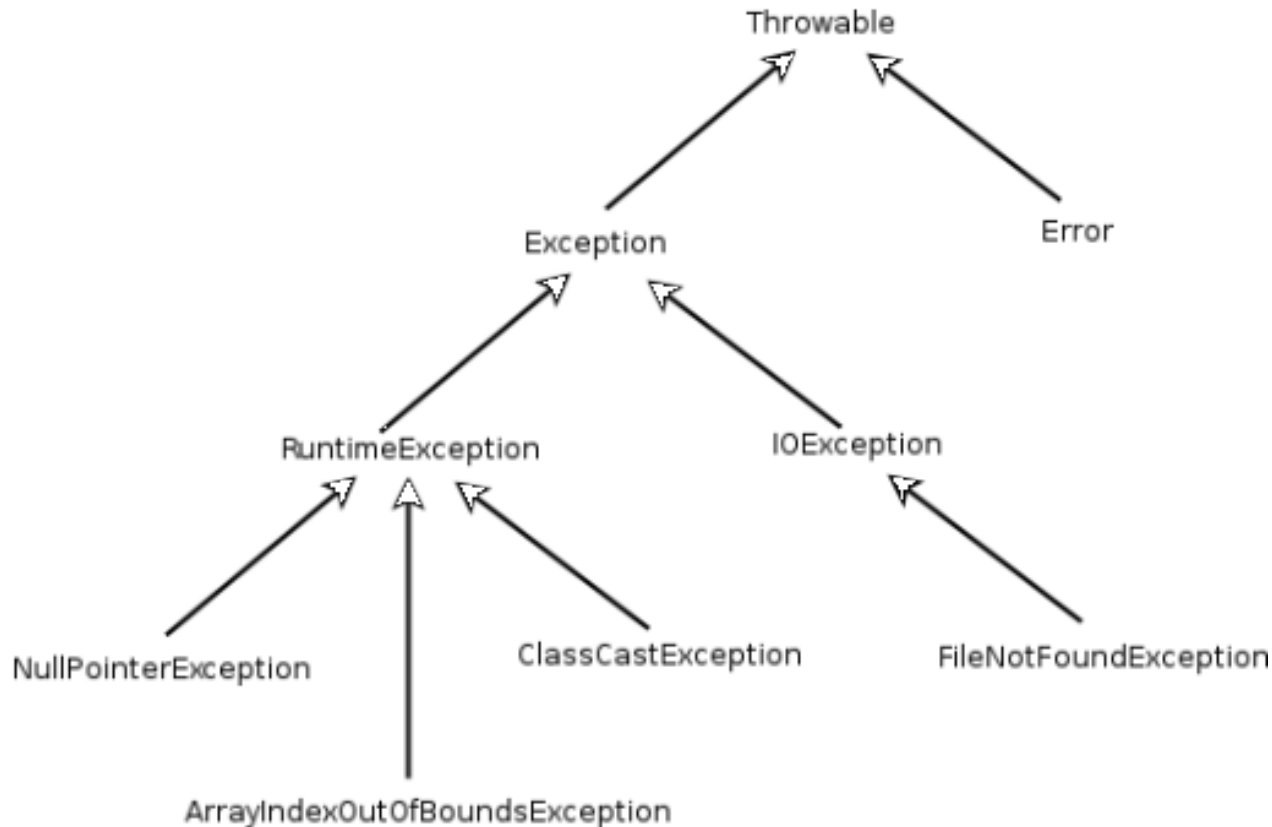 Throwable
Exception
Error
RuntimeException
IOException
NullPointerException
ClassCastException
FileNotFoundException
ArrayIndexOutOfBoundsException